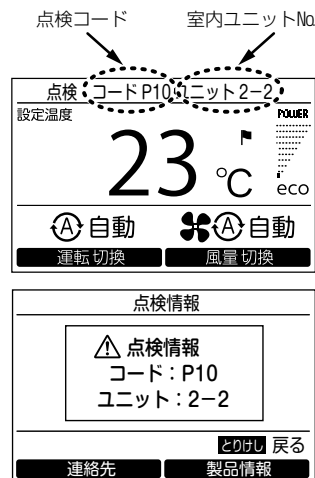 点検コード 室内ユニットNo.
点検 コード P10 ユニット 2−2
設定温度 POWER
23 ℃
eco
Ⓐ自動 Ⓐ自動
運転切換 風量切換
点検情報
⚠ 点検情報
コード：P10
ユニット：2−2
とりけし 戻る
連絡先 製品情報